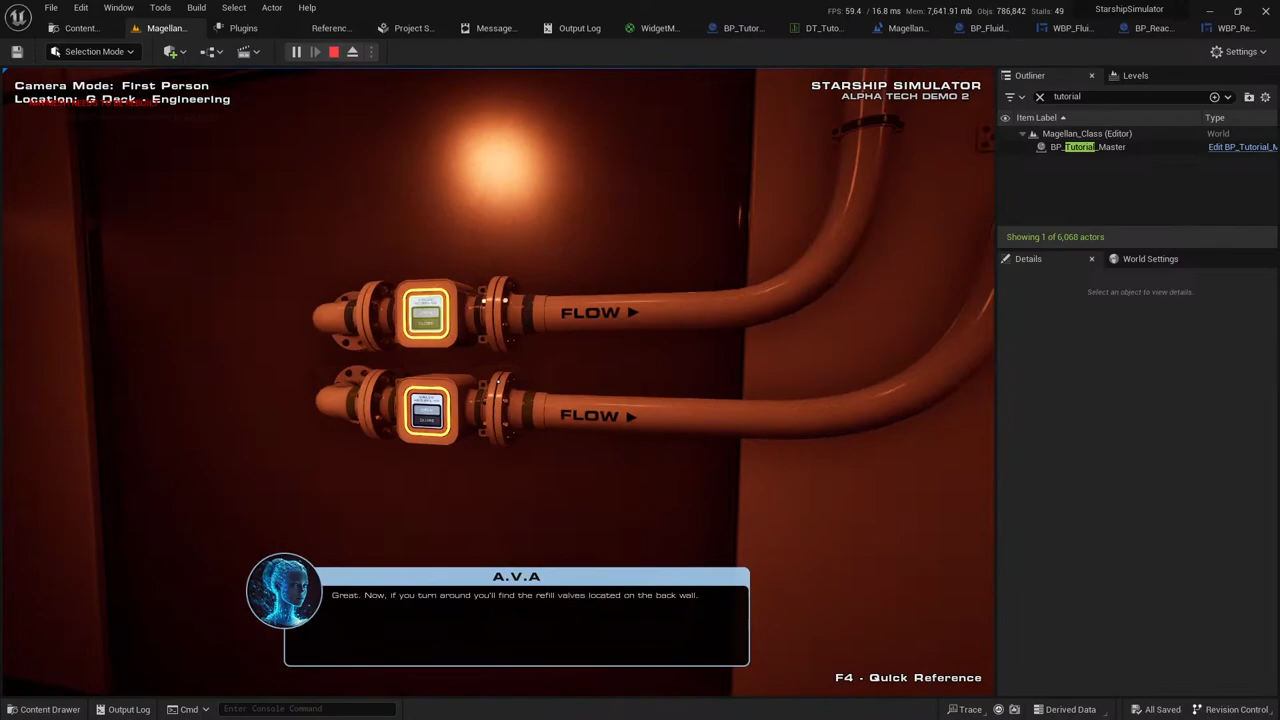 File Edit Window Tools Build Select Actor Help
FPS: 59.4 / 16.8 ms Mem: 7,641.91 mb Objs: 786,842 Stalls: 49
StarshipSimulator
Content... Magellan... Plugins Referenc... Project S... Message... Output Log WidgetM... BP_Tutor... DT_Tuto... Magellan... BP_Fluid... WBP_Flui... BP_Reac... WBP_Re...
Selection Mode
Settings
Camera Mode: First Person
Location: G Deck - Engineering
STARSHIP SIMULATOR
ALPHA TECH DEMO 2
FLOW ►
FLOW ►
A.V.A
Great. Now, if you turn around you'll find the refill valves located on the back wall.
F4 - Quick Reference
Outliner
Levels
tutorial
Item Label
Type
Magellan_Class (Editor) World
BP_Tutorial_Master Edit BP_Tutorial_M
Showing 1 of 6,068 actors
Details
World Settings
Select an object to view details.
Content Drawer Output Log Cmd Enter Console Command
Trace Derived Data All Saved Revision Control